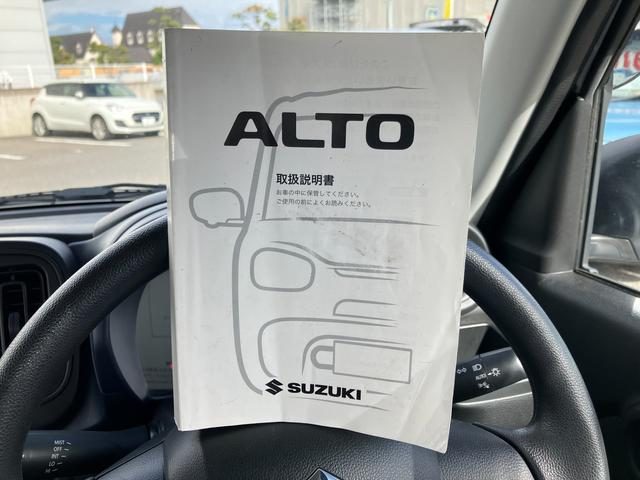 ALTO
取扱説明書
お車の中に保管してください。
ご使用の前によくお読みください。
SUZUKI
MIST
OFF
INT
LO
HI